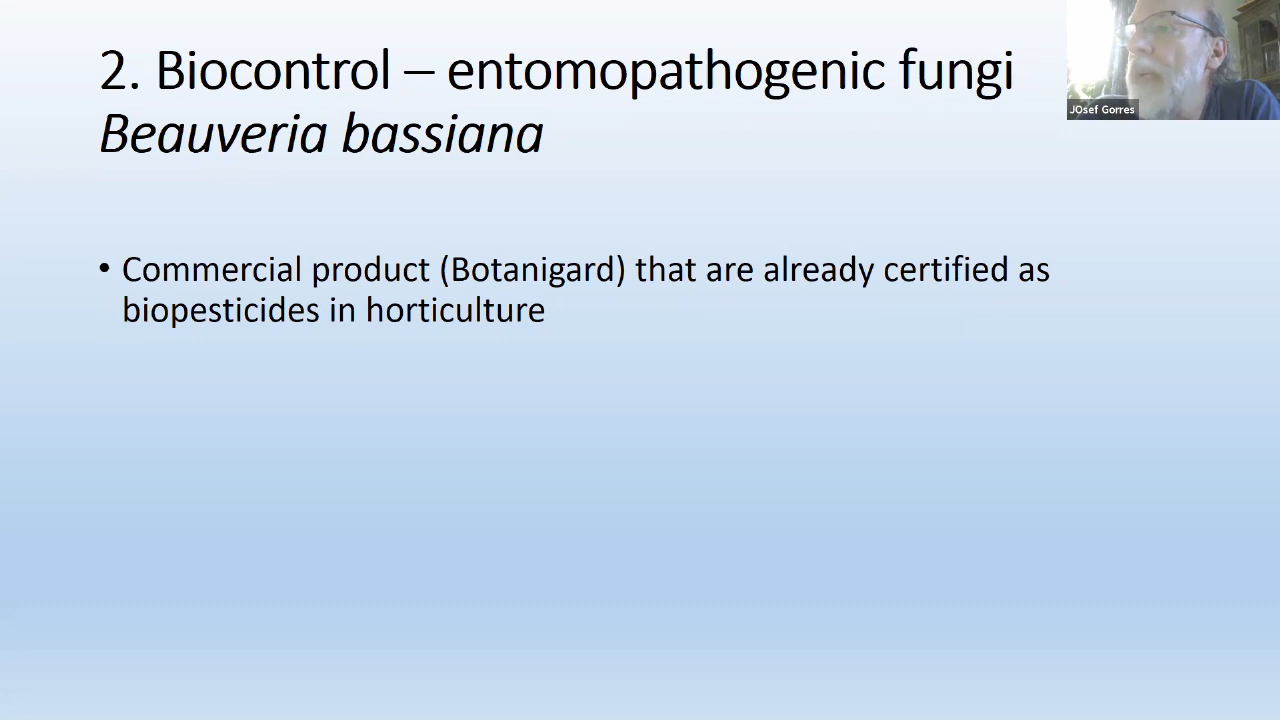 2. Biocontrol – entomopathogenic fungi
Beauveria bassiana
JOsef Gorres
• Commercial product (Botanigard) that are already certified as
biopesticides in horticulture